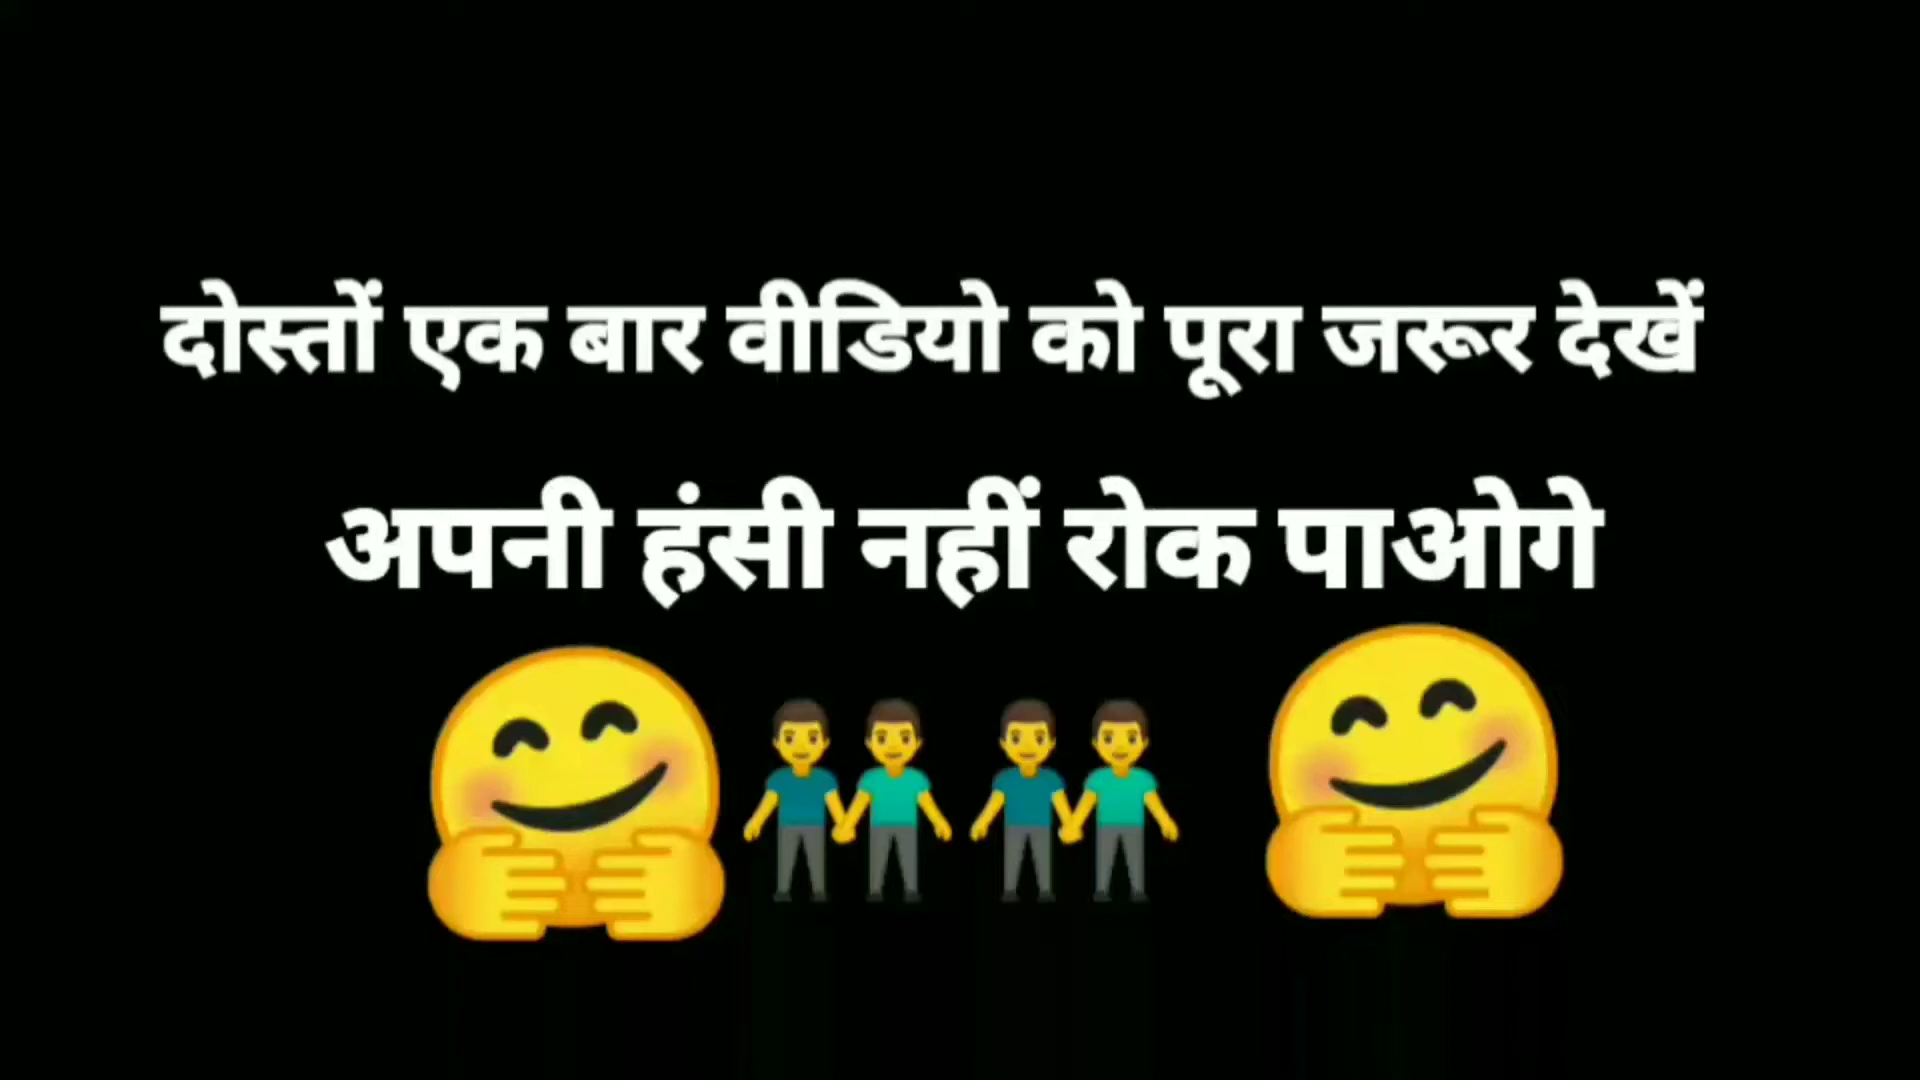 दोस्तों एक बार वीडियो को पूरा जरूर देखें
अपनी हंसी नहीं रोक पाओगे